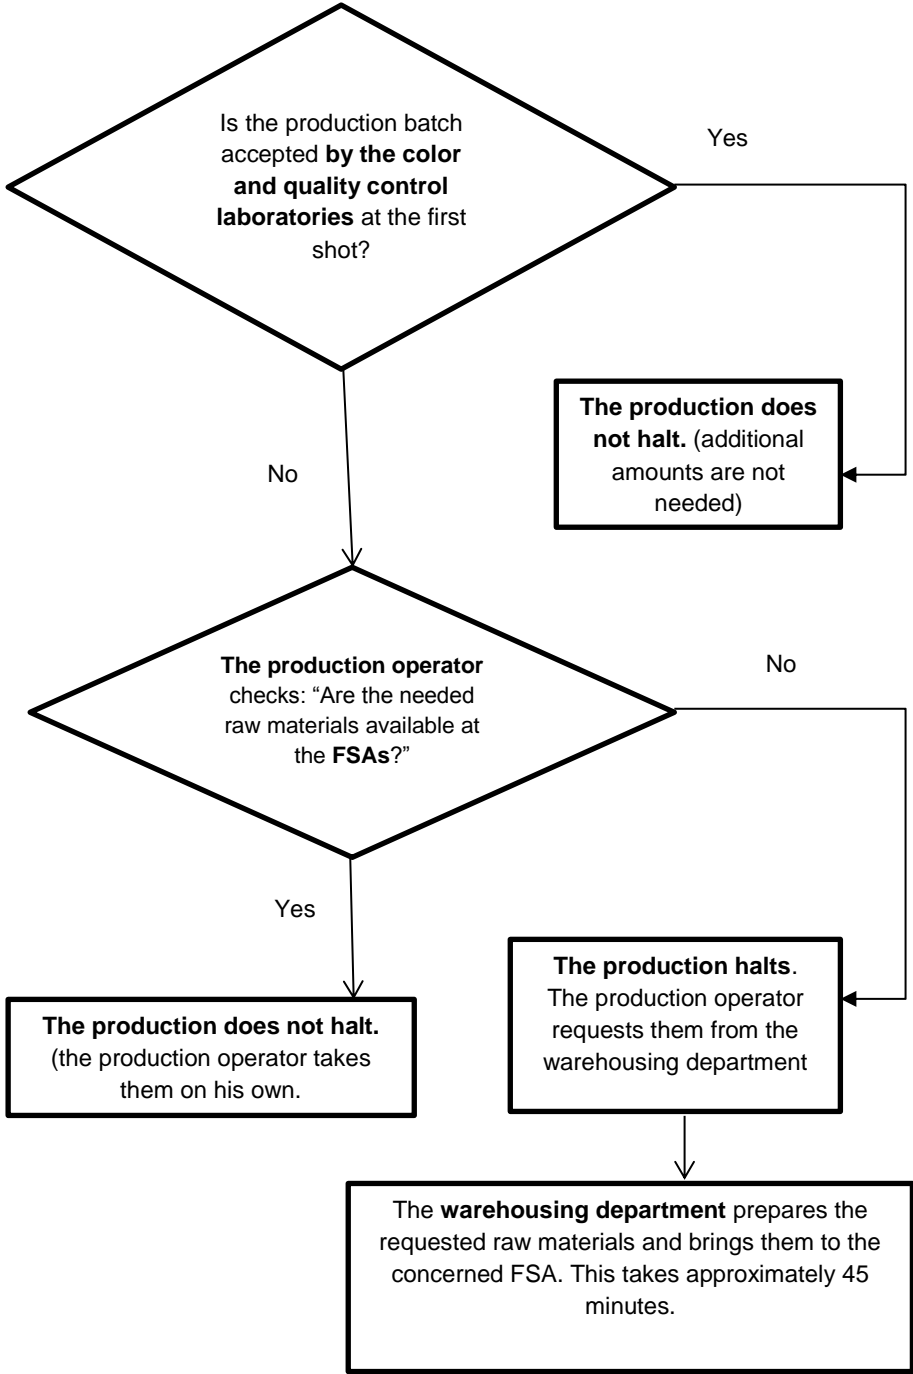 Is the production batch
accepted by the color
and quality control
laboratories at the first
shot?
Yes
The production does
not halt. (additional
amounts are not
needed)
No
The production operator
checks: “Are the needed
raw materials available at
the FSAs?”
No
Yes
The production halts.
The production operator
requests them from the
warehousing department
The production does not halt.
(the production operator takes
them on his own.
The warehousing department prepares the
requested raw materials and brings them to the
concerned FSA. This takes approximately 45
minutes.